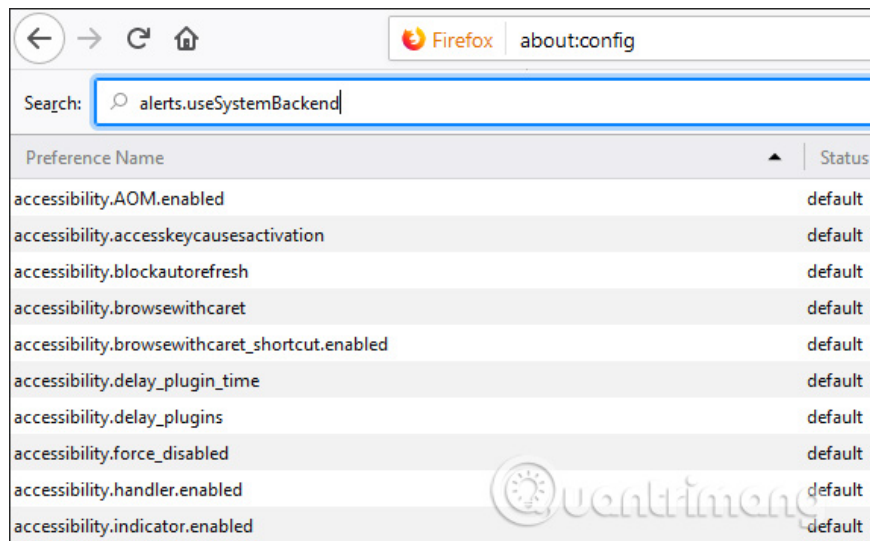 Firefox about:config
Search: alerts.useSystemBackend
Preference Name Status
accessibility.AOM.enabled default
accessibility.accesskeycausesactivation default
accessibility.blockautorefresh default
accessibility.browsewithcaret default
accessibility.browsewithcaret_shortcut.enabled default
accessibility.delay_plugin_time default
accessibility.delay_plugins default
accessibility.force_disabled default
accessibility.handler.enabled default
accessibility.indicator.enabled default
Quantrimang